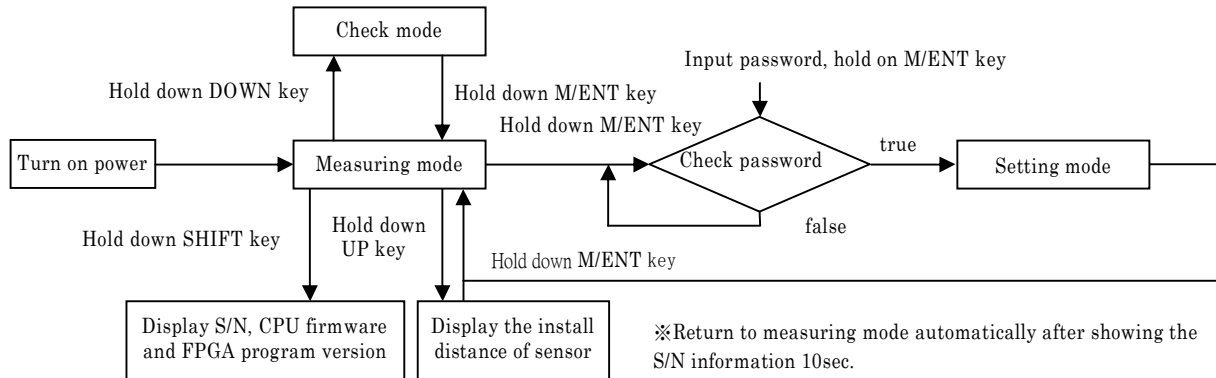 Check mode
Input password, hold on M/ENT key
Hold down DOWN key
Hold down M/ENT key
Hold down M/ENT key
Turn on power
Measuring mode
Check password
true
Setting mode
false
Hold down SHIFT key
Hold down
UP key
Hold down M/ENT key
Display S/N, CPU firmware
and FPGA program version
Display the install
distance of sensor
※Return to measuring mode automatically after showing the
S/N information 10sec.